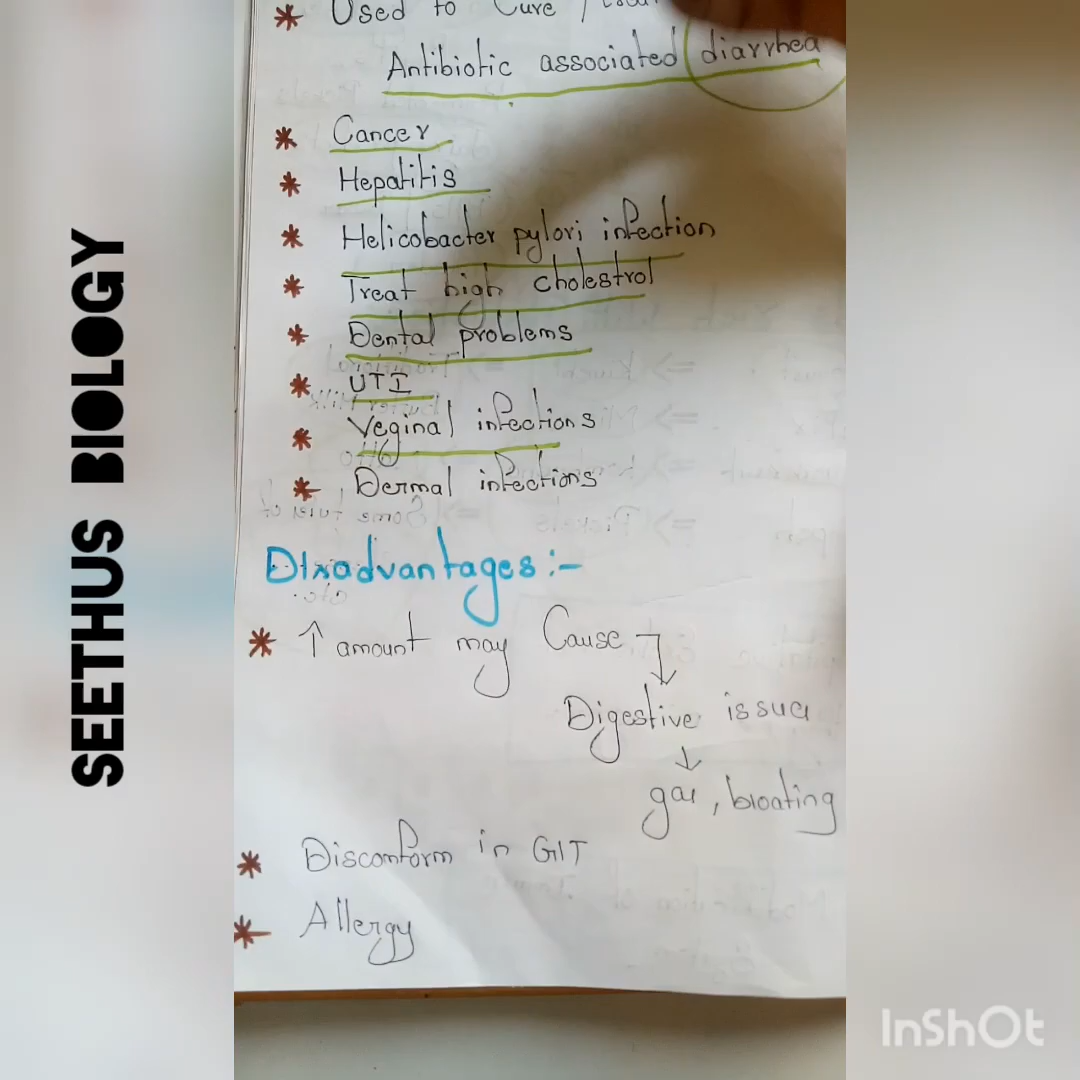 SEETHUS BIOLOGY
* Used to Cure /
Antibiotic associated diarrhea
* Cancer
* Hepatitis
* Helicobacter pylori infection
* Treat high cholestrol
* Dental problems
* UTI
* Veginal infections
* Dermal infections
Disadvantages :-
* ↑ amount may Cause
↓
Digestive issues
↓
gas, bloating
* Discomform in GIT
* Allergy
InShOt